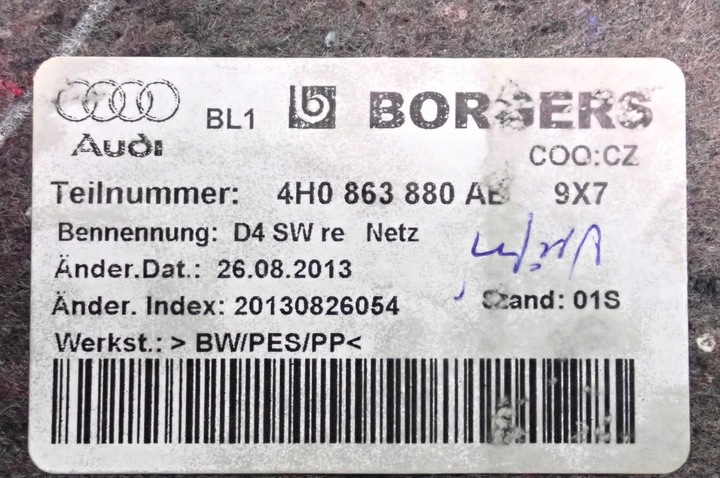 BL1 b BORGERS
Audi
COO:CZ
Teilnummer: 4H0 863 880 9X7
Bennennung: D4 SW re Netz
Änder.Dat.: 26.08.2013
Änder. Index: 20130826054 Stand: 01S
Werkst.: > BW/PES/PP<